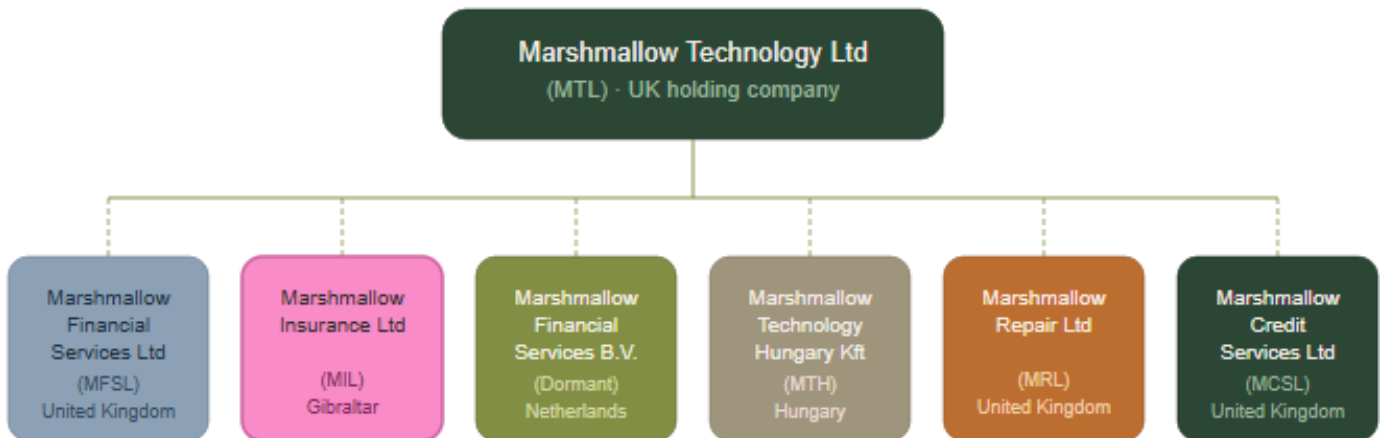 Marshmallow Technology Ltd
(MTL) · UK holding company
Marshmallow
Financial
Services Ltd
(MFSL)
United Kingdom
Marshmallow
Insurance Ltd
(MIL)
Gibraltar
Marshmallow
Financial
Services B.V.
(Dormant)
Netherlands
Marshmallow
Technology
Hungary Kft
(MTH)
Hungary
Marshmallow
Repair Ltd
(MRL)
United Kingdom
Marshmallow
Credit
Services Ltd
(MCSL)
United Kingdom